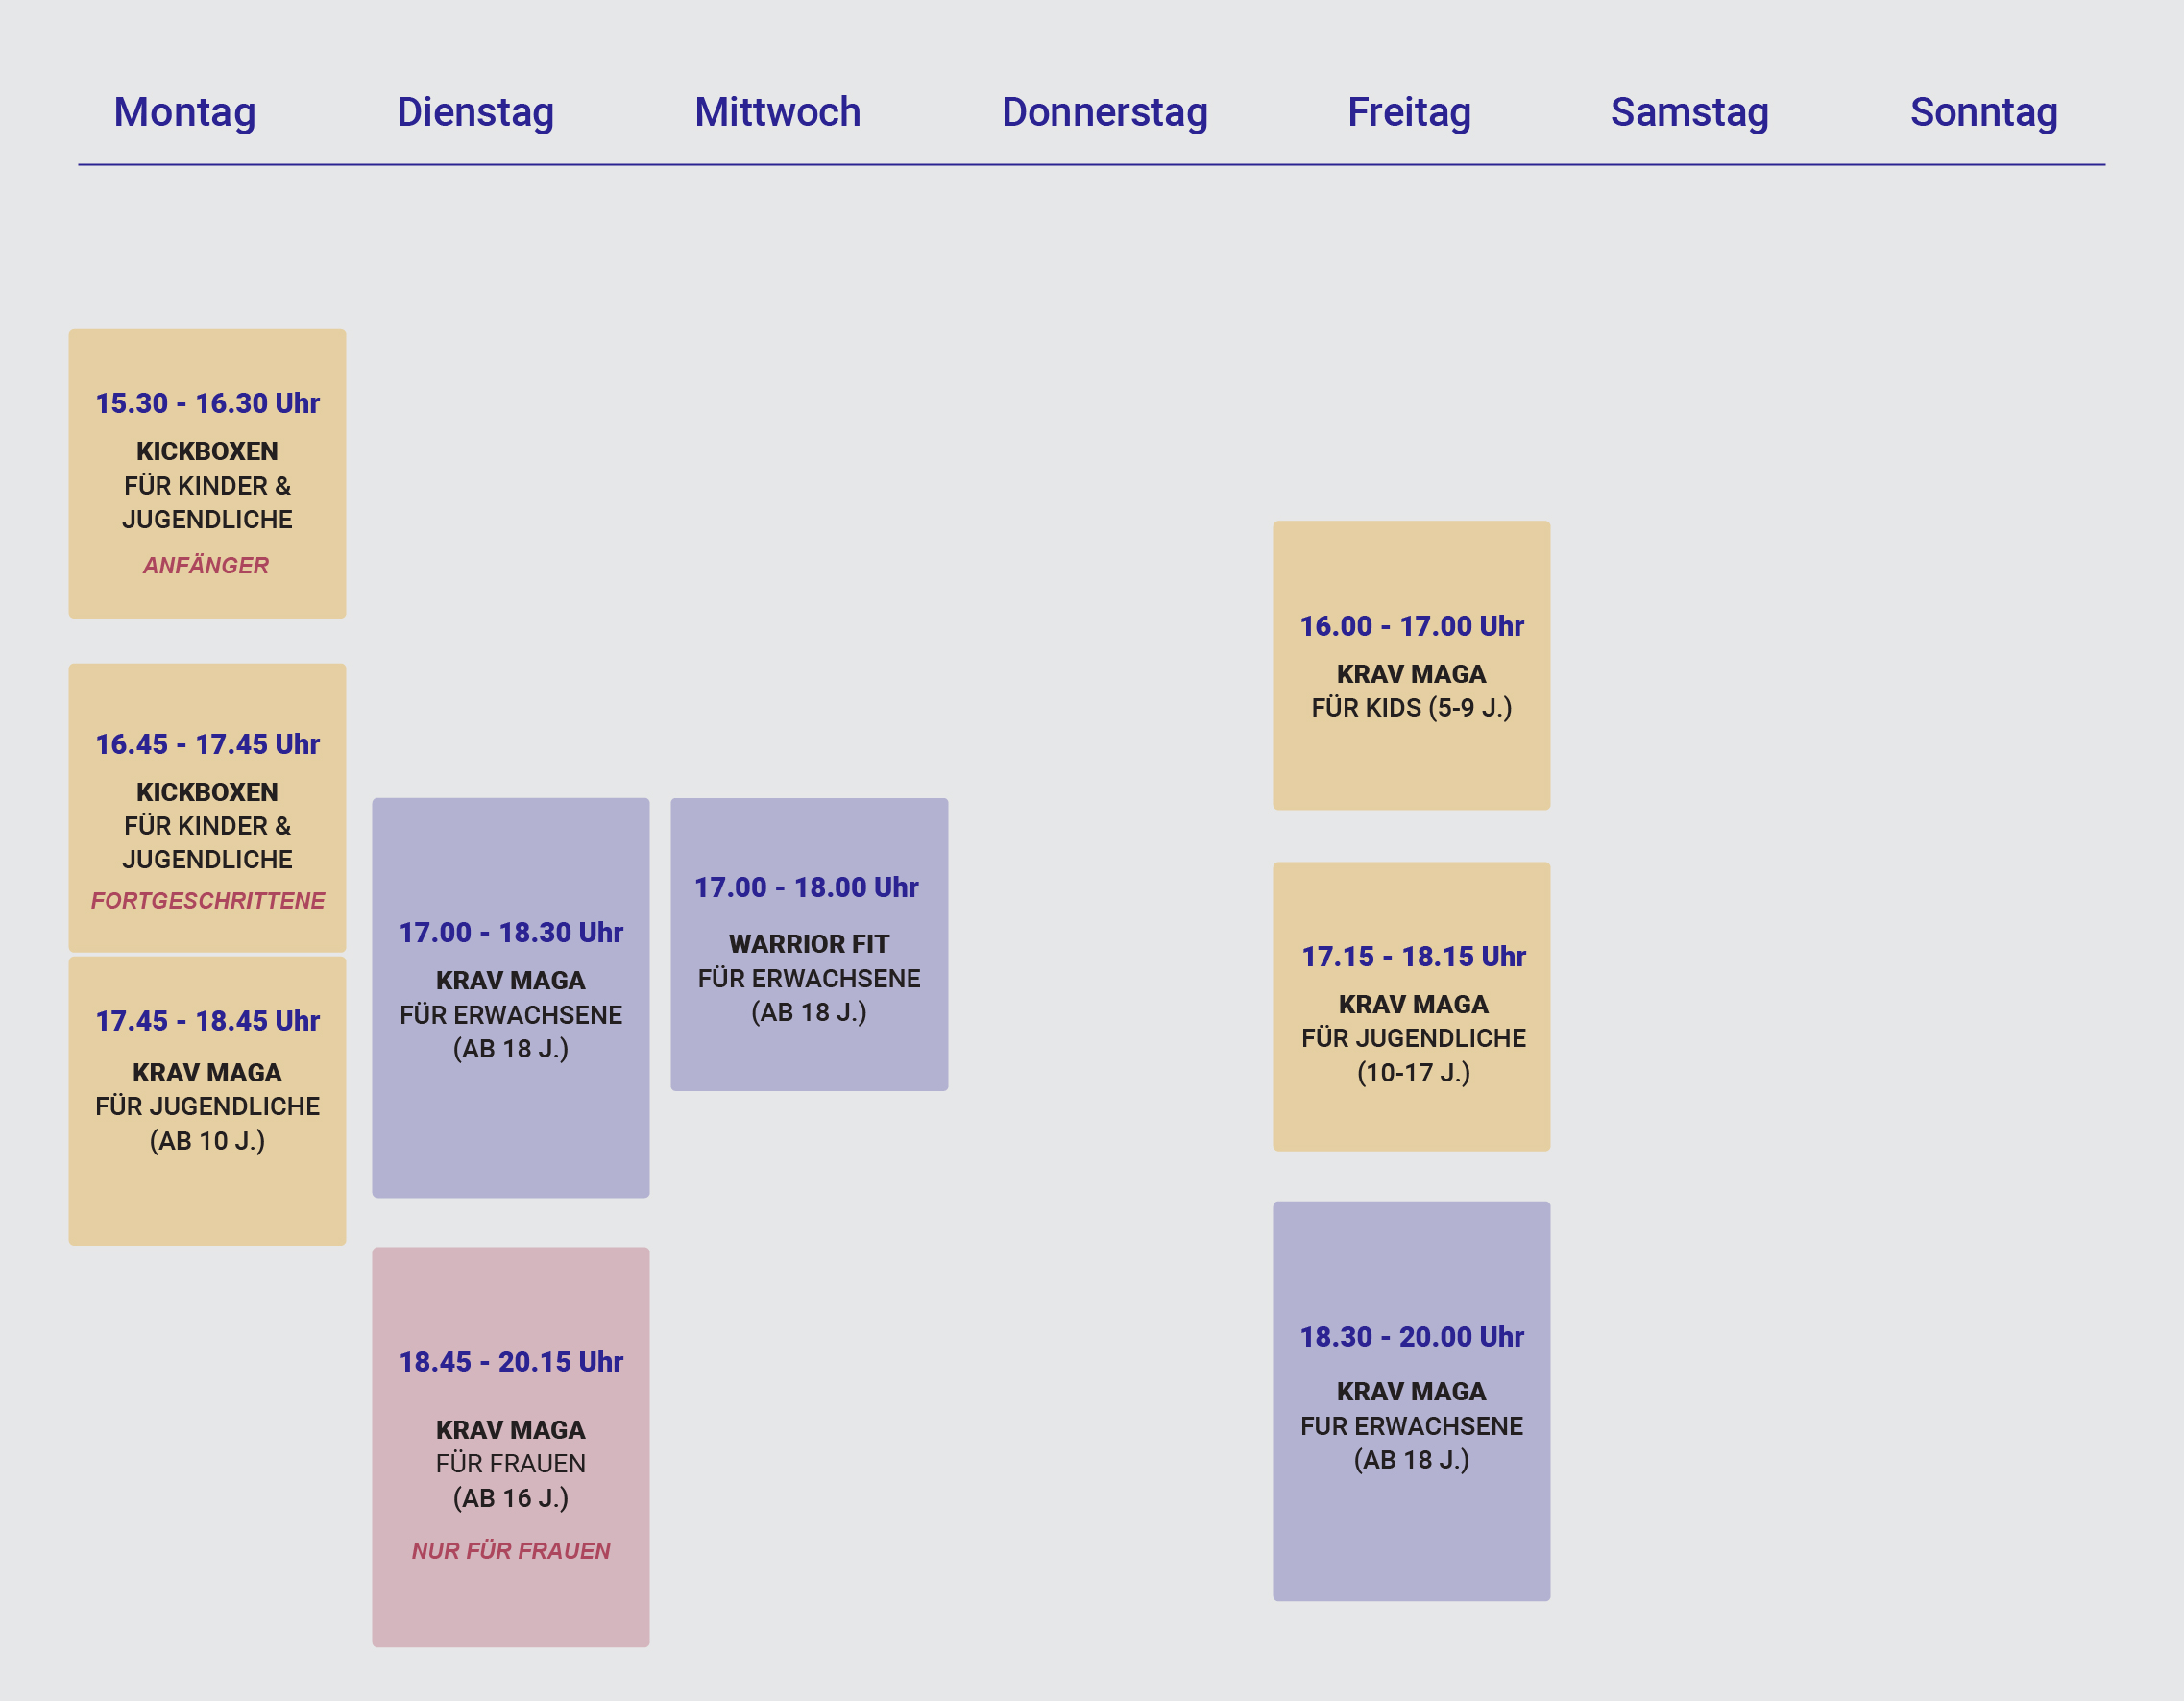 Montag
Dienstag
Mittwoch
Donnerstag
Freitag
Samstag
Sonntag
15.30 - 16.30 Uhr
KICKBOXEN
FÜR KINDER &
JUGENDLICHE
ANFÄNGER
16.45 - 17.45 Uhr
KICKBOXEN
FÜR KINDER &
JUGENDLICHE
FORTGESCHRITTENE
17.45 - 18.45 Uhr
KRAV MAGA
FÜR JUGENDLICHE
(AB 10 J.)
17.00 - 18.30 Uhr
KRAV MAGA
FÜR ERWACHSENE
(AB 18 J.)
18.45 - 20.15 Uhr
KRAV MAGA
FÜR FRAUEN
(AB 16 J.)
NUR FÜR FRAUEN
17.00 - 18.00 Uhr
WARRIOR FIT
FÜR ERWACHSENE
(AB 18 J.)
16.00 - 17.00 Uhr
KRAV MAGA
FÜR KIDS (5-9 J.)
17.15 - 18.15 Uhr
KRAV MAGA
FÜR JUGENDLICHE
(10-17 J.)
18.30 - 20.00 Uhr
KRAV MAGA
FUR ERWACHSENE
(AB 18 J.)